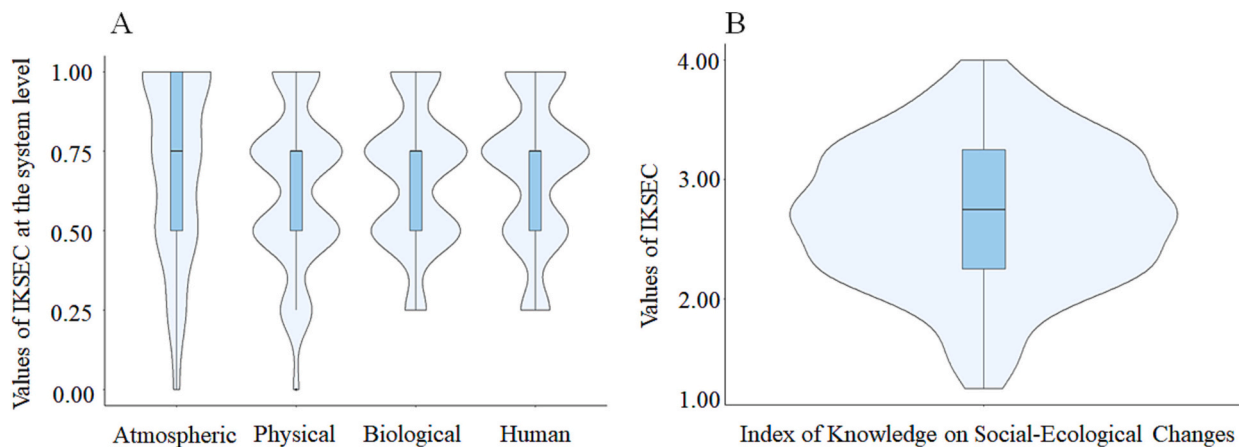 A
Values of IKSEC at the system level
1.00
0.75
0.50
0.25
0.00
Atmospheric Physical Biological Human
B
Values of IKSEC
4.00
3.00
2.00
1.00
Index of Knowledge on Social-Ecological Changes